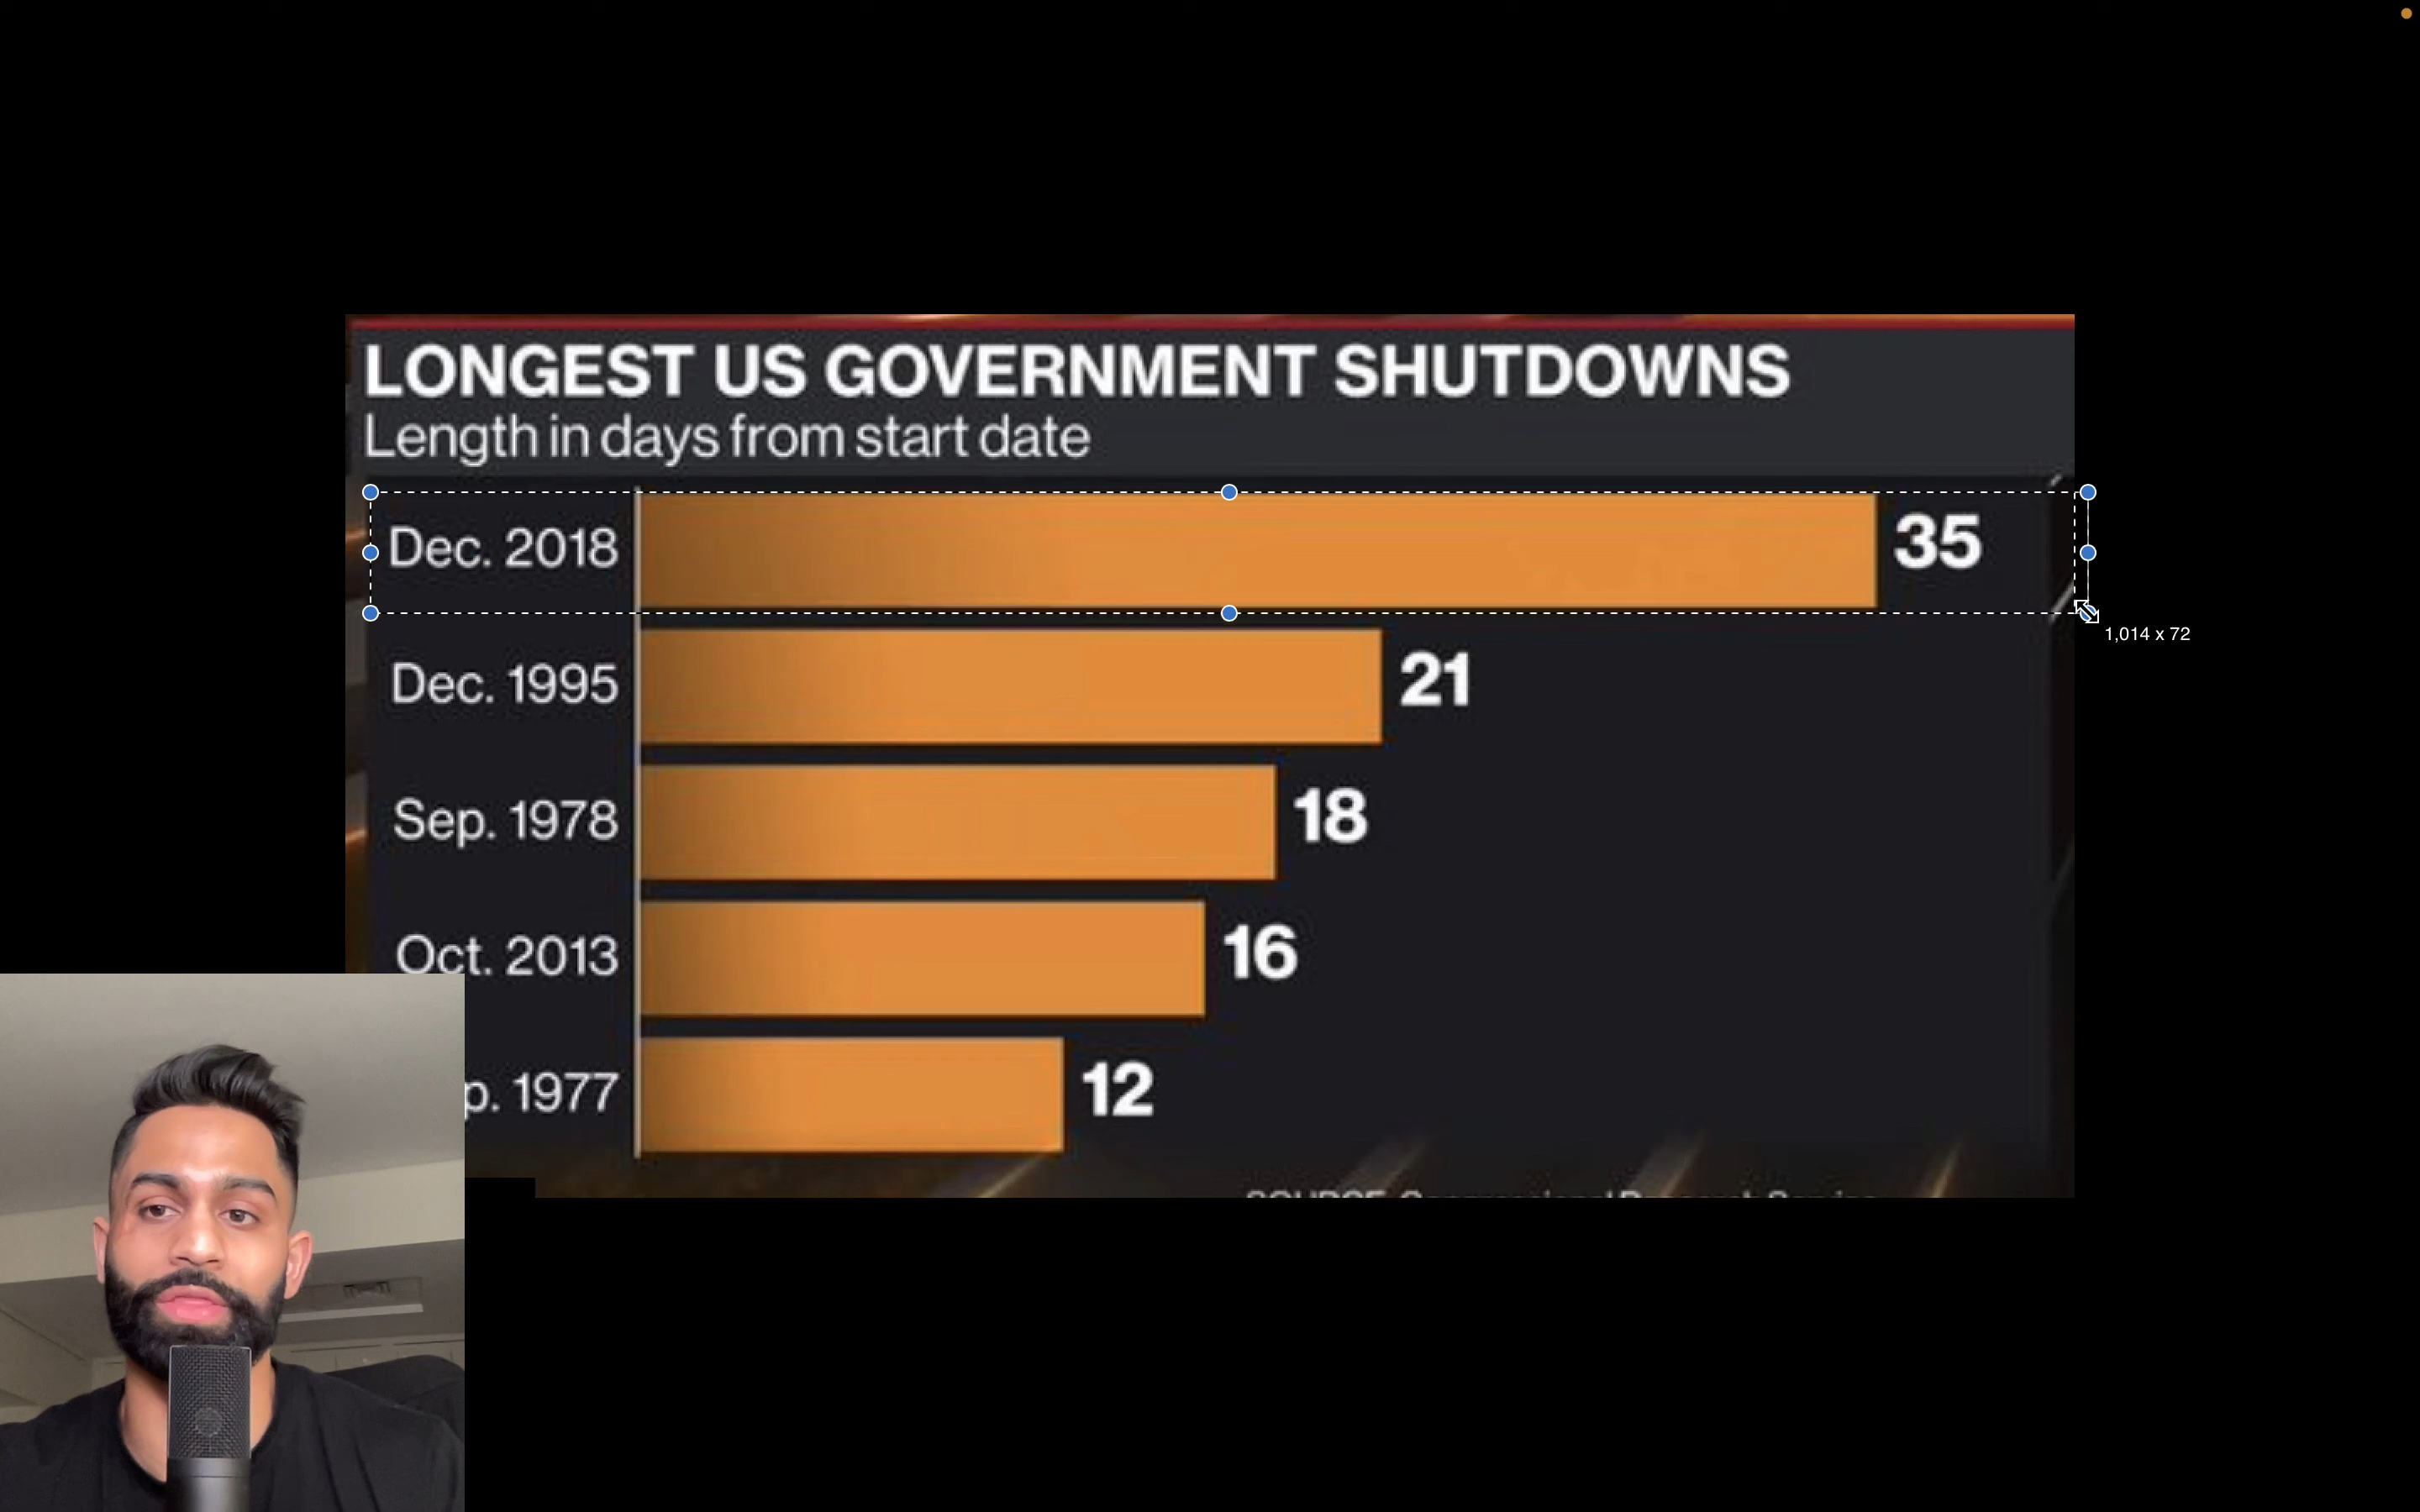 LONGEST US GOVERNMENT SHUTDOWNS
Length in days from start date
Dec. 2018 35
1,014 x 72
Dec. 1995 21
Sep. 1978 18
Oct. 2013 16
p. 1977 12